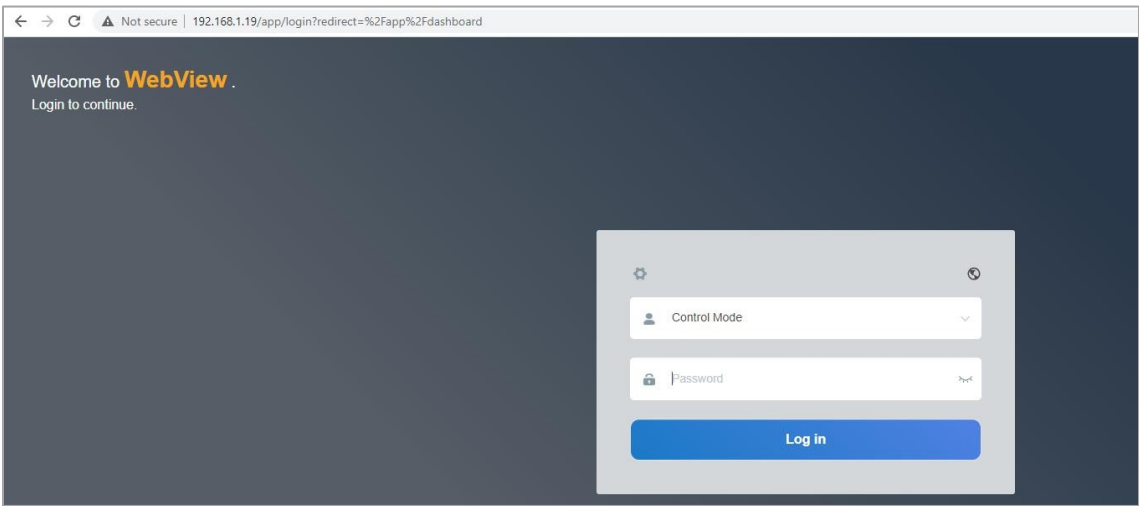 Not secure | 192.168.1.19/app/login?redirect=%2Fapp%2Fdashboard
Welcome to WebView .
Login to continue.
Control Mode
Password
Log in